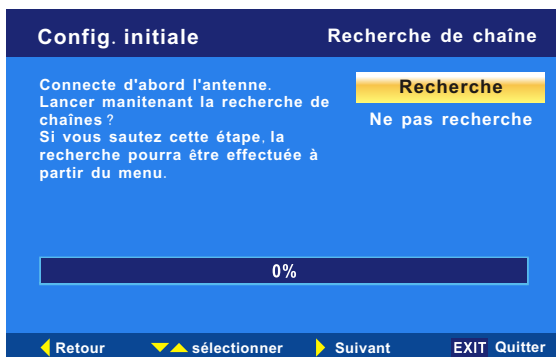 Config. initiale
Recherche de chaîne
Connecte d'abord l'antenne.
Lancer manitenant la recherche de
chaînes ?
Si vous sautez cette étape, la
recherche pourra être effectuée à
partir du menu.
Recherche
Ne pas recherche
0%
Retour
sélectionner
Suivant
EXIT Quitter